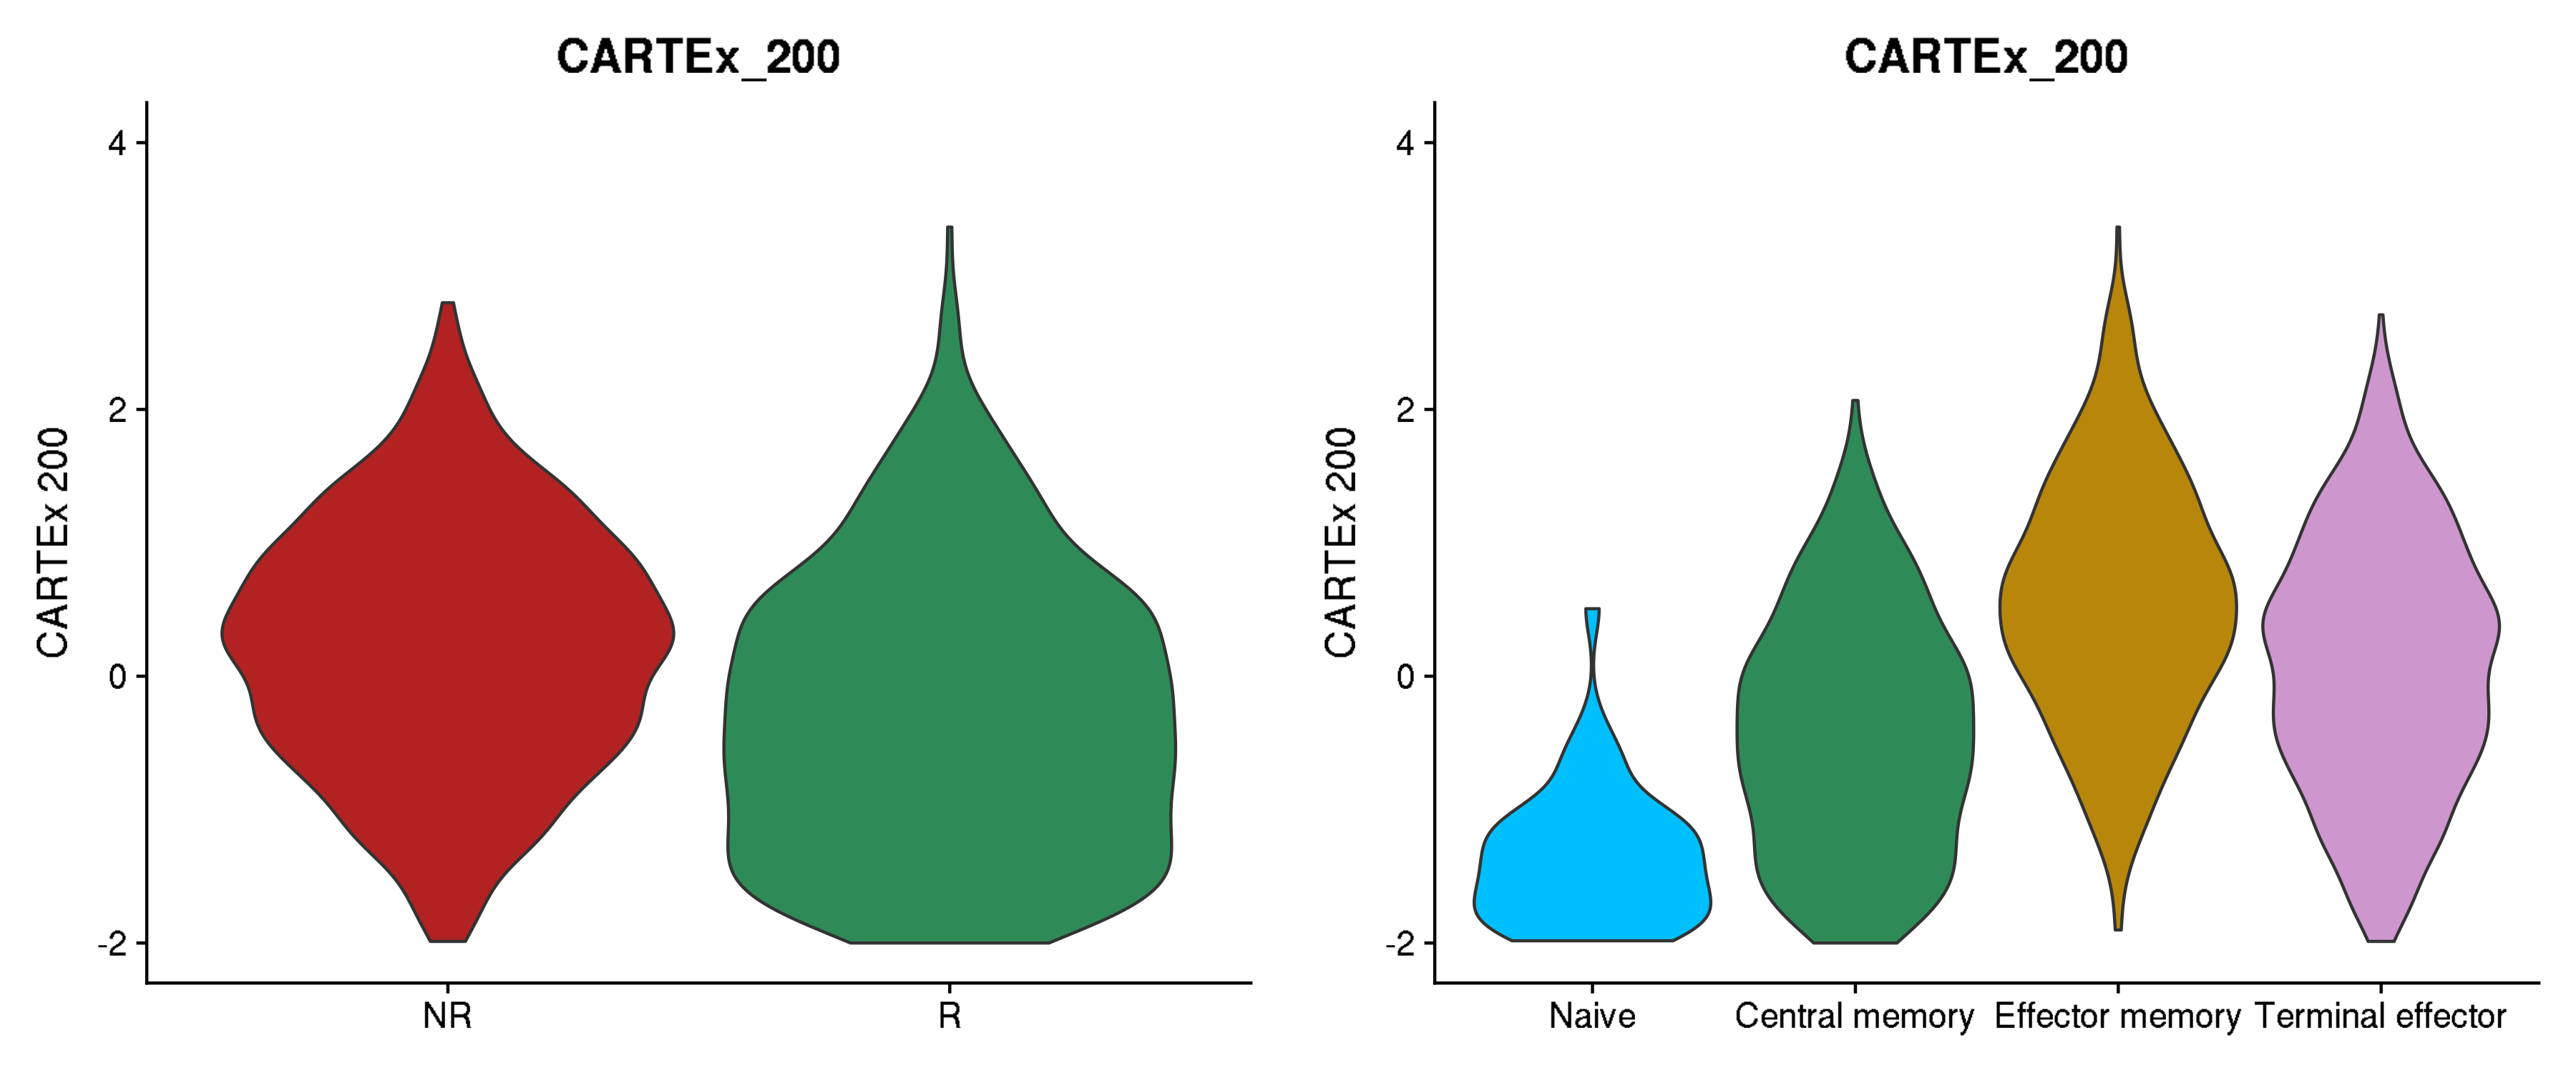 CARTEx_200
CARTEx 200
4
2
0
-2
NR R
CARTEx_200
CARTEx 200
4
2
0
-2
Naive Central memory Effector memory Terminal effector